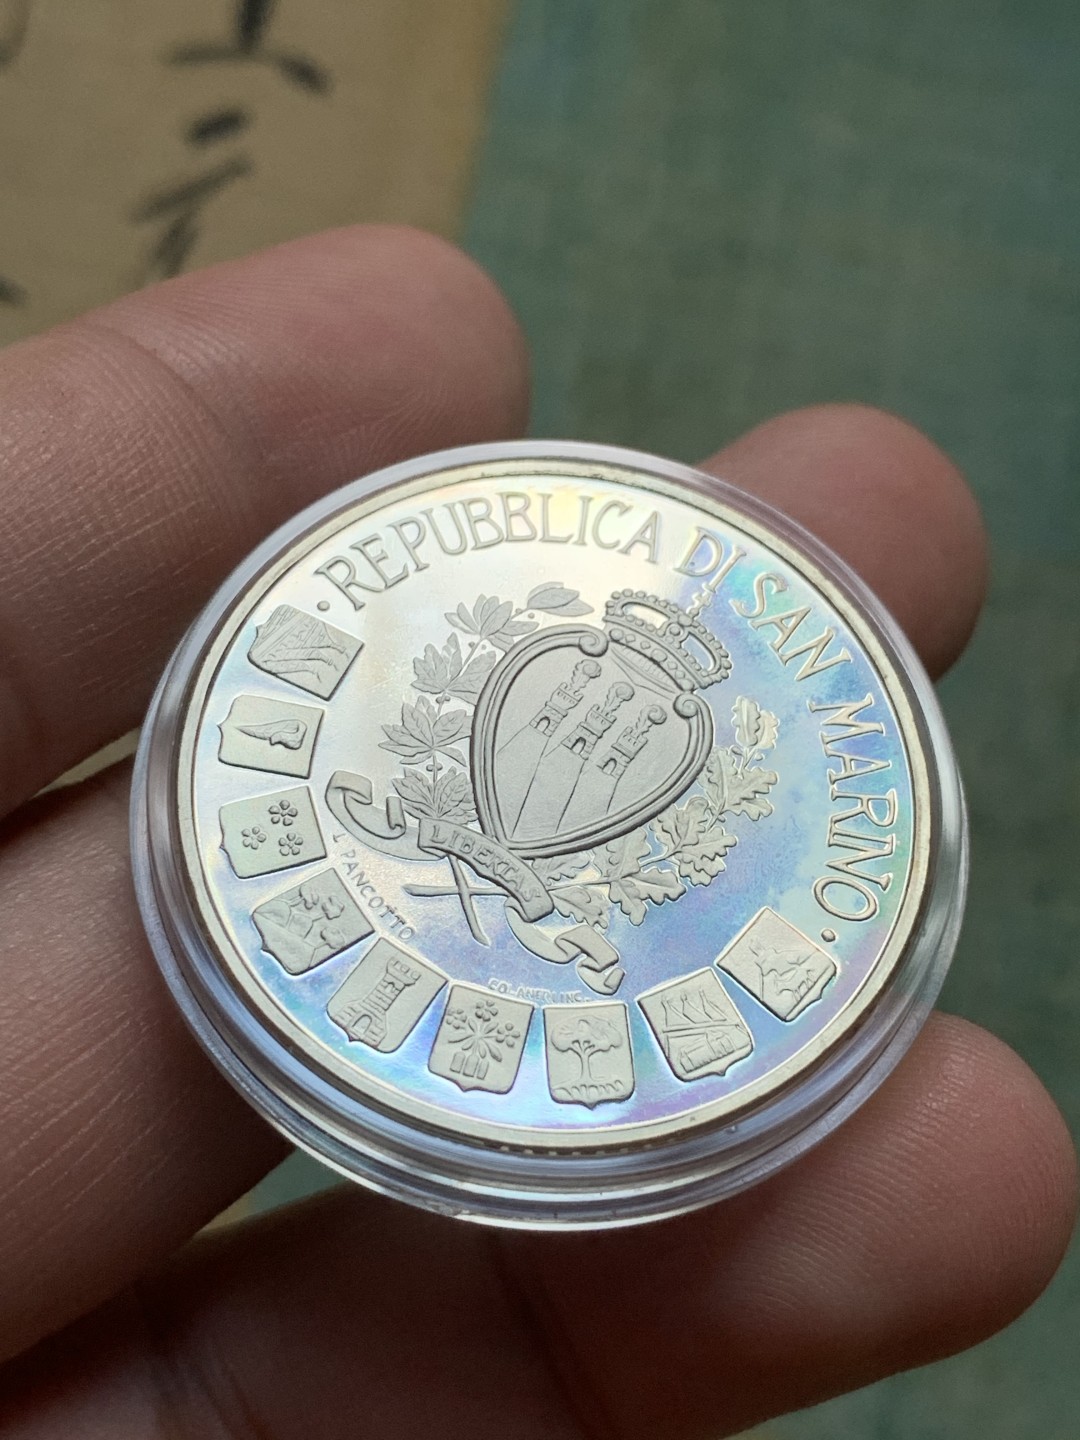 ·REPUBBLICA DI SAN MARINO·
LIBERTAS
L PANCOTTO